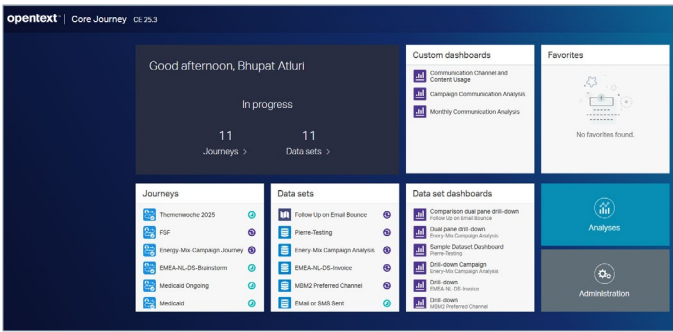 opentext™ | Core Journey CE 25.3
Good afternoon, Bhupat Atluri
In progress
11
Journeys >
11
Data sets >
Custom dashboards
Communication Channel and
Content Usage
Campaign Communication Analysis
Monthly Communication Analysis
Favorites
No favorites found.
Journeys
Themenwoche 2025
FSF
Energy-Mix-Campaign Journey
EMEA-NL-DS-Brainstorm
Medicaid Ongoing
Medicaid
Data sets
Follow Up on Email Bounce
Pierre-Testing
Enery-Mix Campaign Analysis
EMEA-NL-DS-Invoice
MBM2 Preferred Channel
EMail or SMS Sent
Data set dashboards
Comparison dual pane drill-down
Follow Up on Email Bounce
Dual pane drill-down
Enery-Mix Campaign Analysis
Sample Dataset Dashboard
Pierre-Testing
Drill-down Campaign
Enery-Mix Campaign Analysis
Drill-down
EMEA-NL-DS-Invoice
Drill-down
MBM2 Preferred Channel
Analyses
Administration